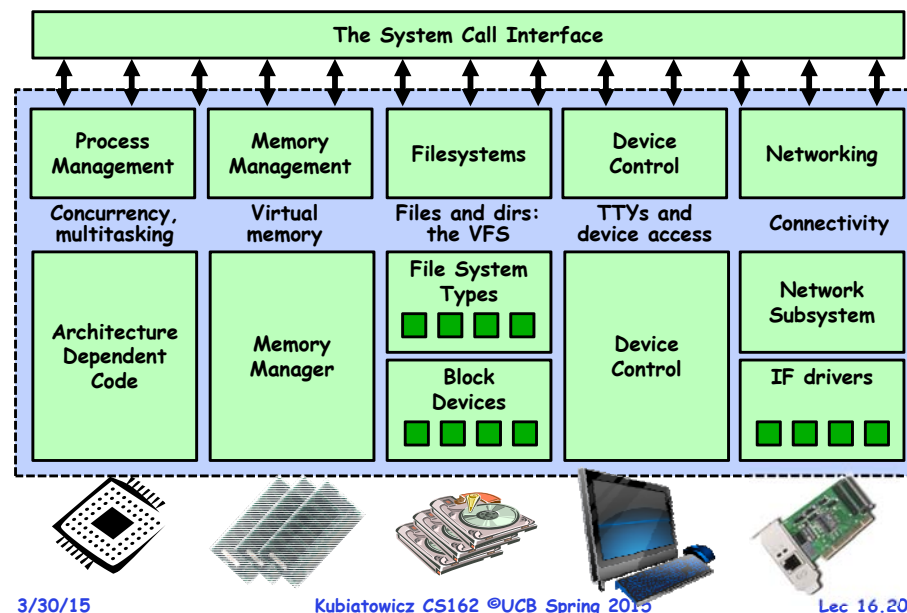 The System Call Interface
Process
Management
Memory
Management
Filesystems
Device
Control
Networking
Concurrency,
multitasking
Virtual
memory
Files and dirs:
the VFS
TTYs and
device access
Connectivity
Architecture
Dependent
Code
Memory
Manager
File System
Types
Block
Devices
Device
Control
Network
Subsystem
IF drivers
3/30/15
Kubiatowicz CS162 ©UCB Spring 2015
Lec 16.20